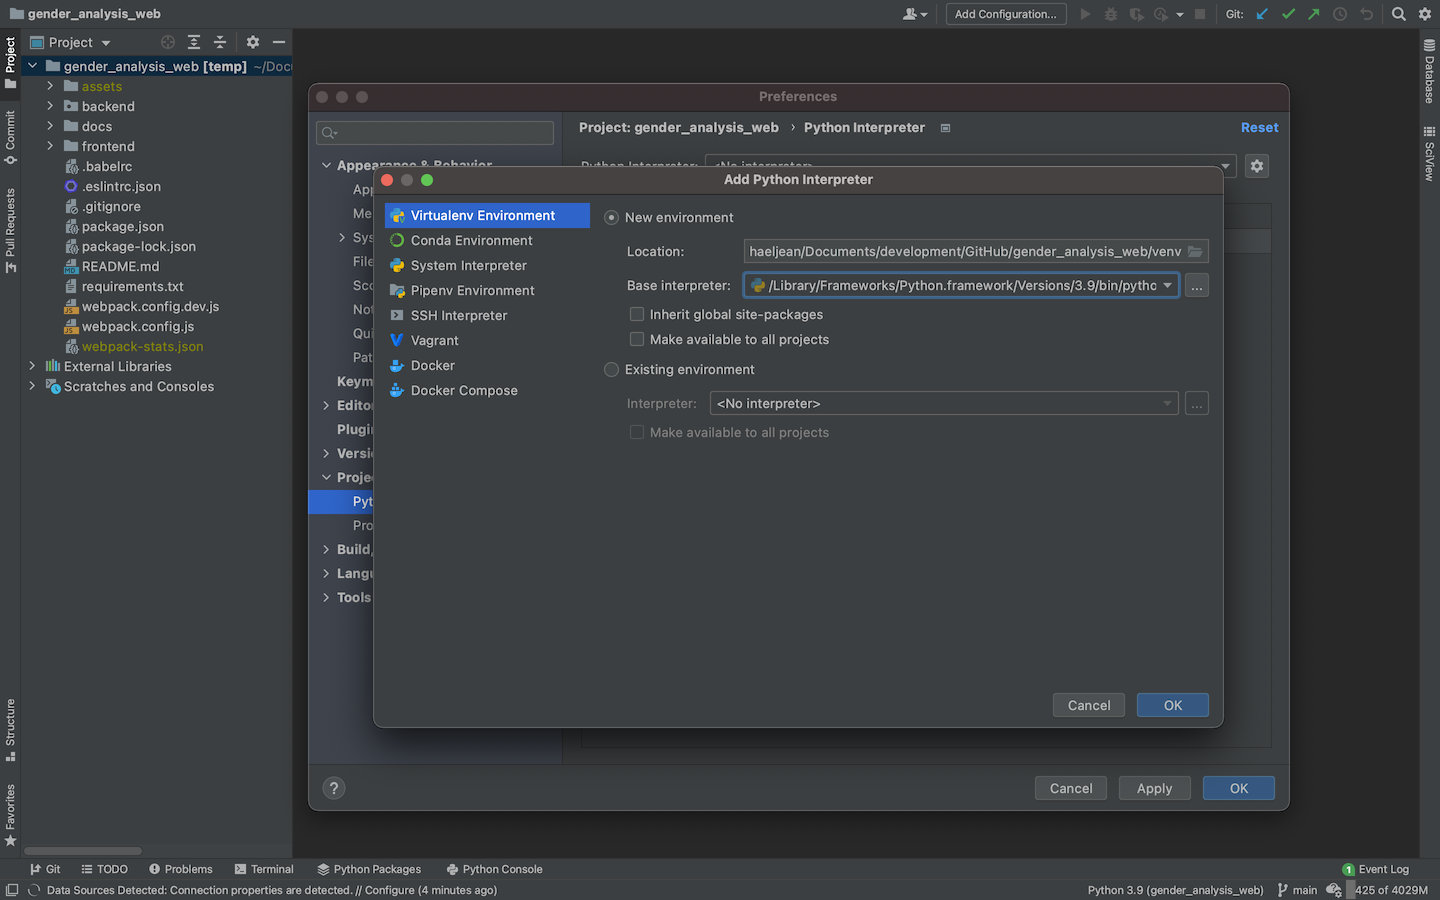 gender_analysis_web
Add Configuration...
Git:
Project
gender_analysis_web [temp] ~/Doc
assets
backend
docs
frontend
.babelrc
.eslintrc.json
.gitignore
package.json
package-lock.json
README.md
requirements.txt
webpack.config.dev.js
webpack.config.js
webpack-stats.json
External Libraries
Scratches and Consoles
Project
Commit
Pull Requests
Structure
Favorites
Database
SciView
Preferences
Project: gender_analysis_web › Python Interpreter
Reset
Appearance & Behavior
Python Interpreter: <No interpreter>
App
Me
Sys
File
Sco
Not
Qui
Pat
Keym
Editor
Plugin
Versi
Projec
Pyt
Pro
Build,
Langu
Tools
Add Python Interpreter
Virtualenv Environment
Conda Environment
System Interpreter
Pipenv Environment
SSH Interpreter
Vagrant
Docker
Docker Compose
New environment
Location: haeljean/Documents/development/GitHub/gender_analysis_web/venv
Base interpreter: /Library/Frameworks/Python.framework/Versions/3.9/bin/pytho
...
Inherit global site-packages
Make available to all projects
Existing environment
Interpreter: <No interpreter>
...
Make available to all projects
Cancel
OK
?
Cancel
Apply
OK
Git
TODO
Problems
Terminal
Python Packages
Python Console
1 Event Log
Data Sources Detected: Connection properties are detected. // Configure (4 minutes ago)
Python 3.9 (gender_analysis_web)
main
425 of 4029M